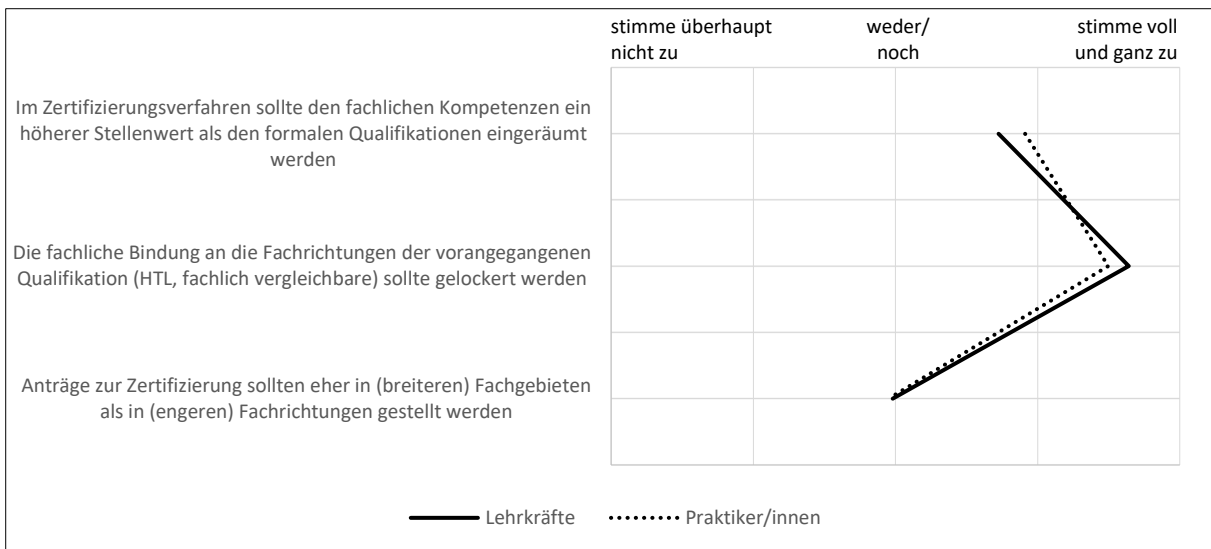 stimme überhaupt
nicht zu
weder/
noch
stimme voll
und ganz zu
Im Zertifizierungsverfahren sollte den fachlichen Kompetenzen ein
höherer Stellenwert als den formalen Qualifikationen eingeräumt
werden
Die fachliche Bindung an die Fachrichtungen der vorangegangenen
Qualifikation (HTL, fachlich vergleichbare) sollte gelockert werden
Anträge zur Zertifizierung sollten eher in (breiteren) Fachgebieten
als in (engeren) Fachrichtungen gestellt werden
Lehrkräfte
Praktiker/innen